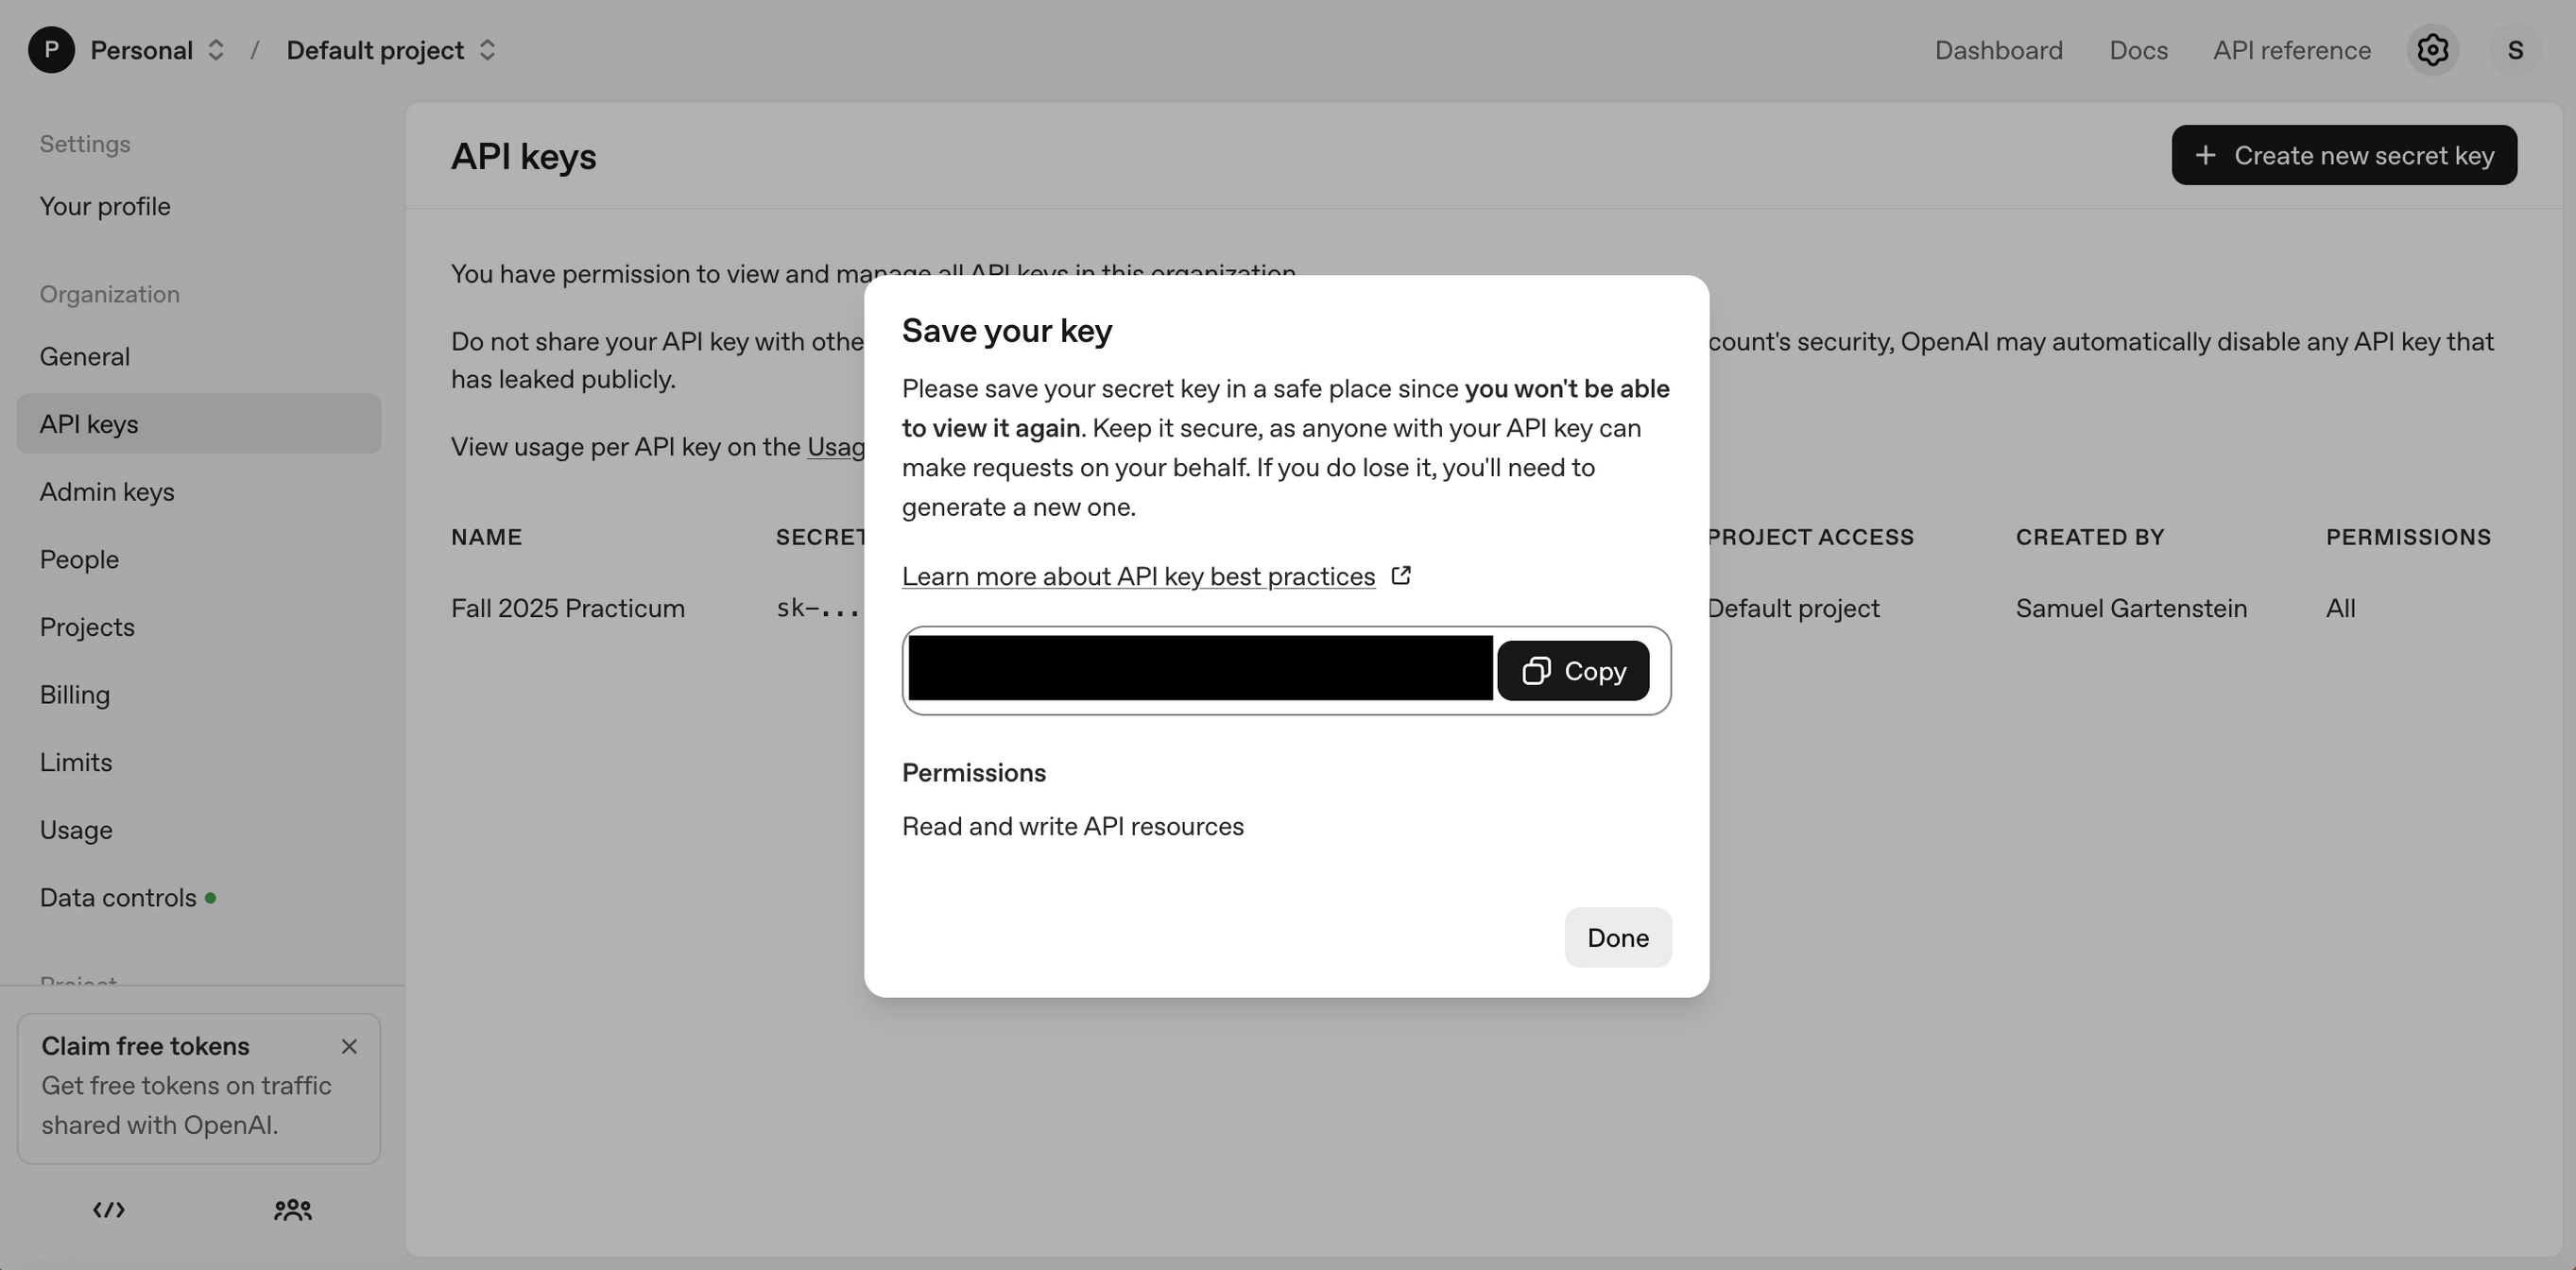 P Personal / Default project
Dashboard Docs API reference S
Settings
Your profile
Organization
General
API keys
Admin keys
People
Projects
Billing
Limits
Usage
Data controls
Project
Claim free tokens
Get free tokens on traffic
shared with OpenAI.
API keys
+ Create new secret key
You have permission to view and manage all API keys in this organization.
Do not share your API key with othe
count's security, OpenAI may automatically disable any API key that
has leaked publicly.
View usage per API key on the Usag
NAME SECRET PROJECT ACCESS CREATED BY PERMISSIONS
Fall 2025 Practicum sk-... Default project Samuel Gartenstein All
Save your key
Please save your secret key in a safe place since you won't be able
to view it again. Keep it secure, as anyone with your API key can
make requests on your behalf. If you do lose it, you'll need to
generate a new one.
Learn more about API key best practices
Copy
Permissions
Read and write API resources
Done